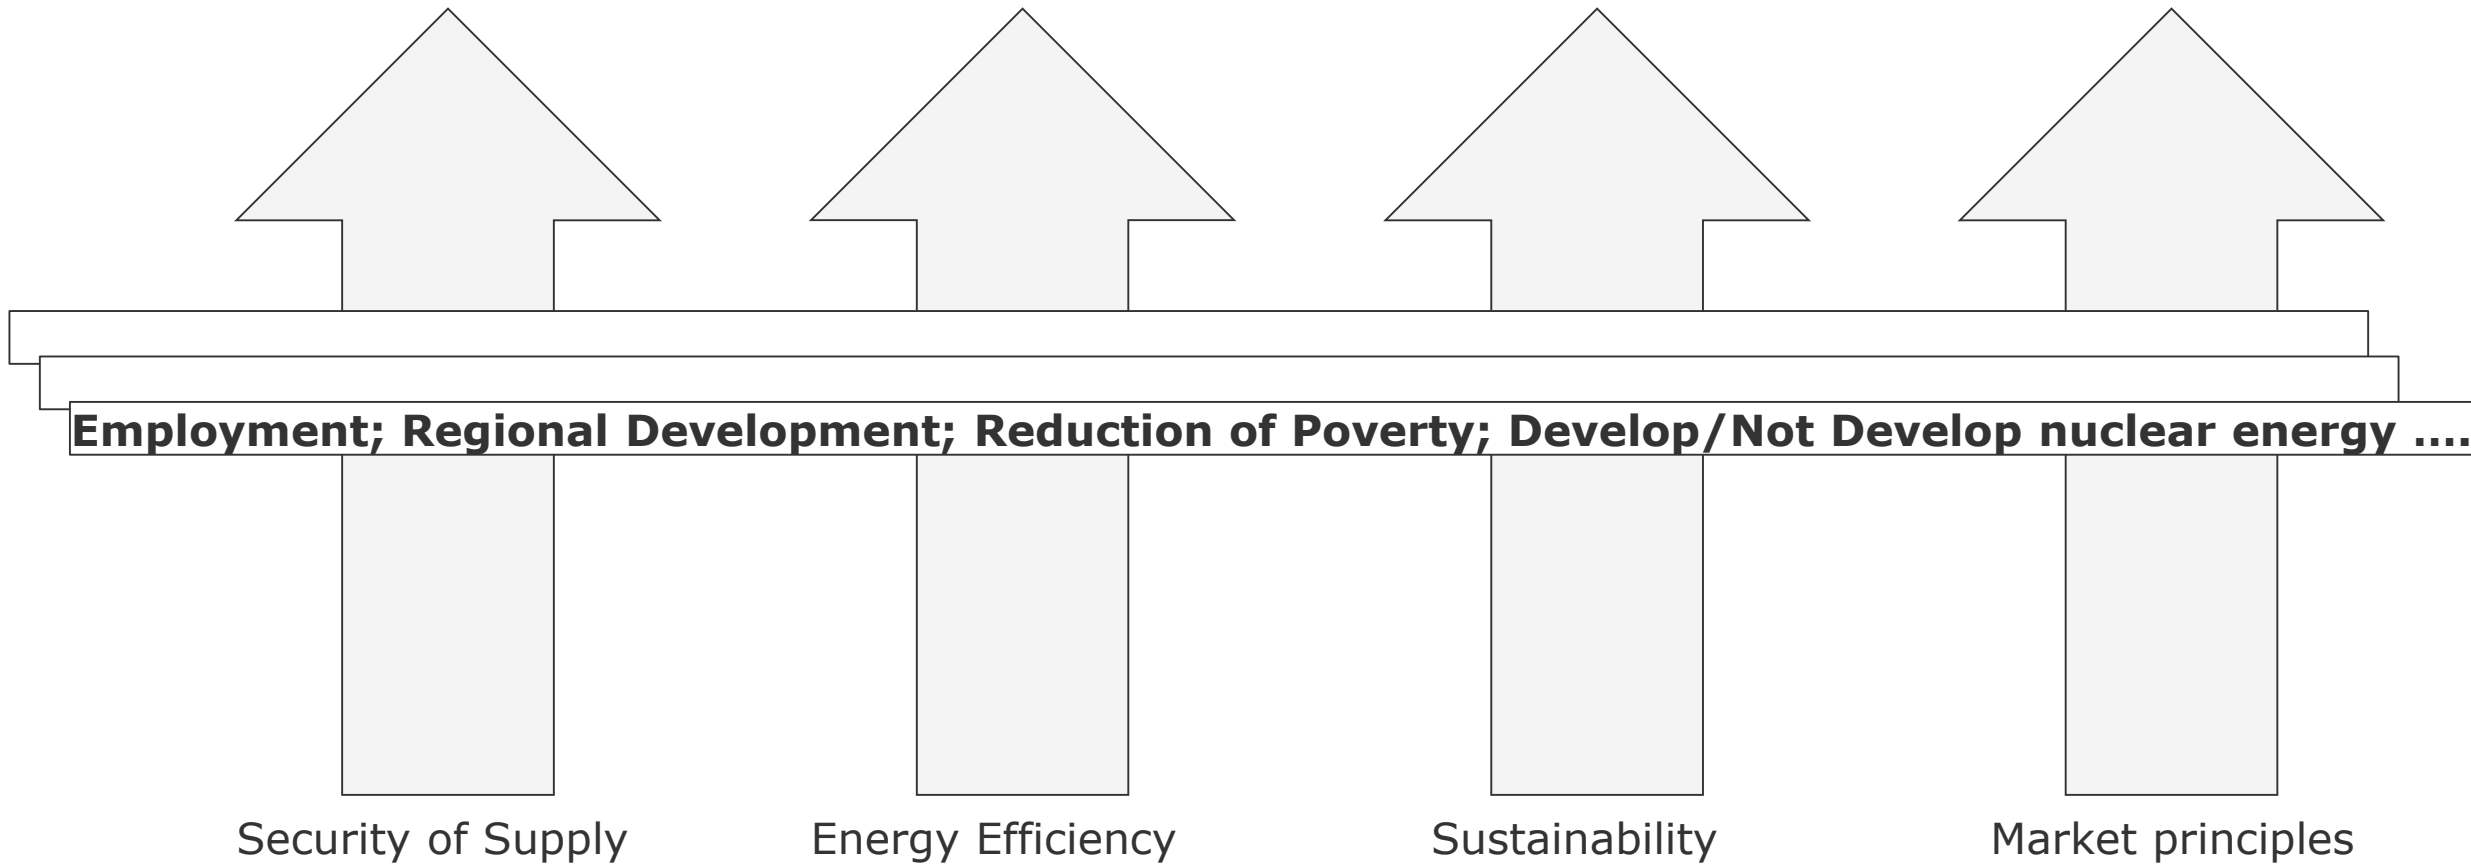 Employment; Regional Development; Reduction of Poverty; Develop/Not Develop nuclear energy ....
Security of Supply
Energy Efficiency
Sustainability
Market principles